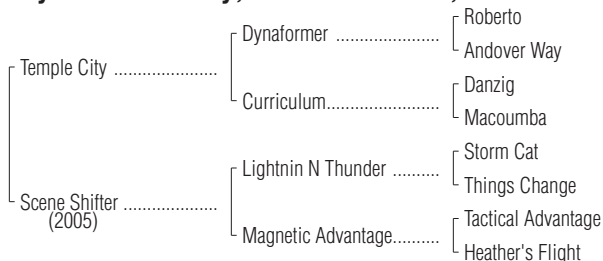 Roberto
Dynaformer ....................
Andover Way
Temple City ....................
Danzig
Curriculum.......................
Macoumba
Storm Cat
Lightnin N Thunder ..........
Things Change
Scene Shifter ..................
(2005)
Tactical Advantage
Magnetic Advantage..........
Heather's Flight